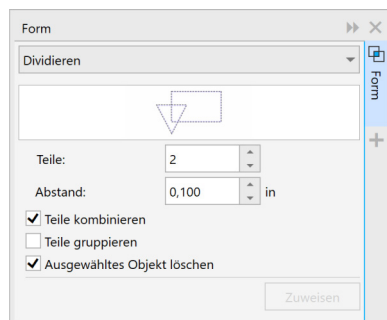 Form
Dividieren
Form
Teile:
2
Abstand:
0,100
in
Teile kombinieren
Teile gruppieren
Ausgewähltes Objekt löschen
Zuweisen